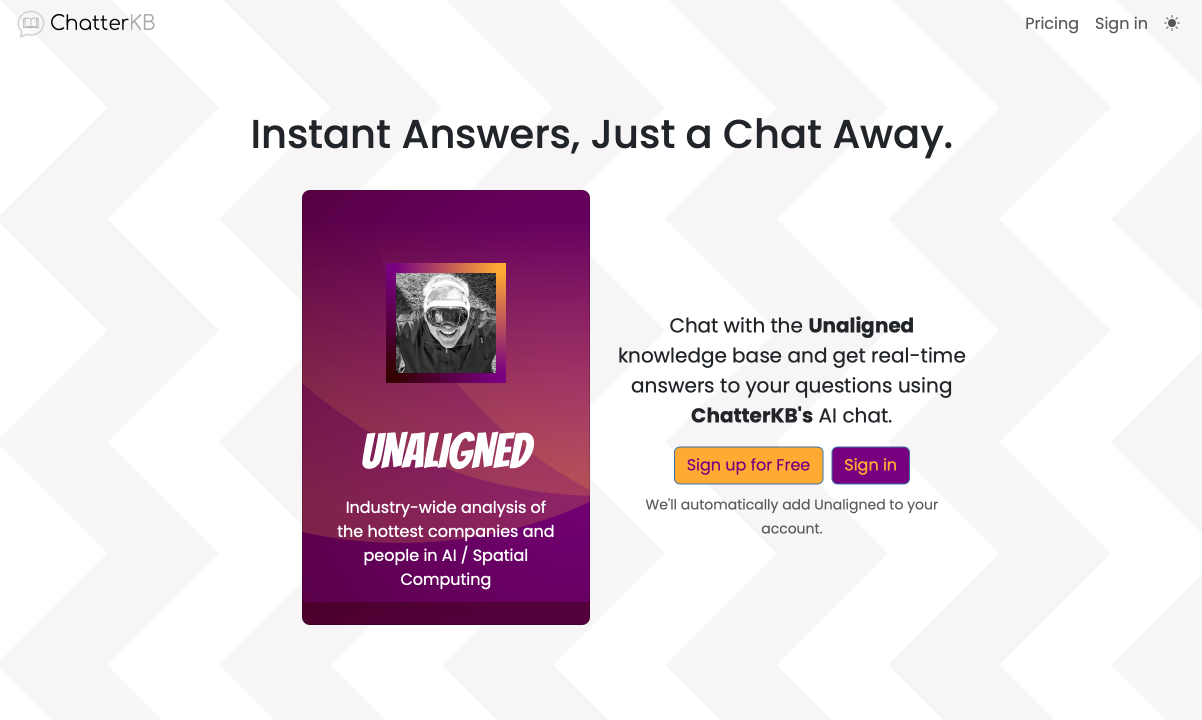 ChatterKB
Pricing
Sign in
Instant Answers, Just a Chat Away.
UNALIGNED
Industry-wide analysis of
the hottest companies and
people in AI / Spatial
Computing
Chat with the Unaligned
knowledge base and get real-time
answers to your questions using
ChatterKB's AI chat.
Sign up for Free
Sign in
We'll automatically add Unaligned to your
account.